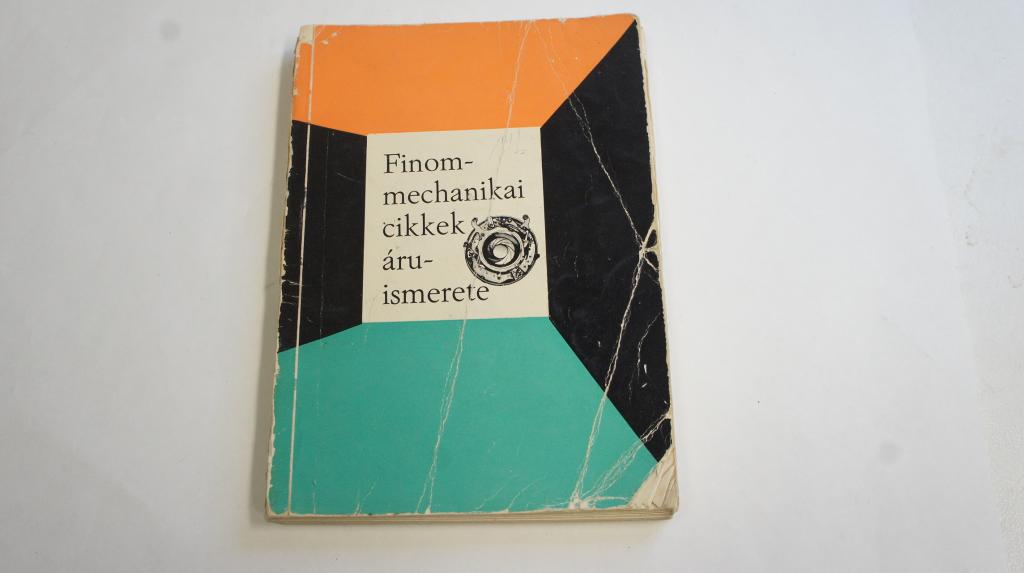 Finom-
mechanikai
cikkek
áru-
ismerete